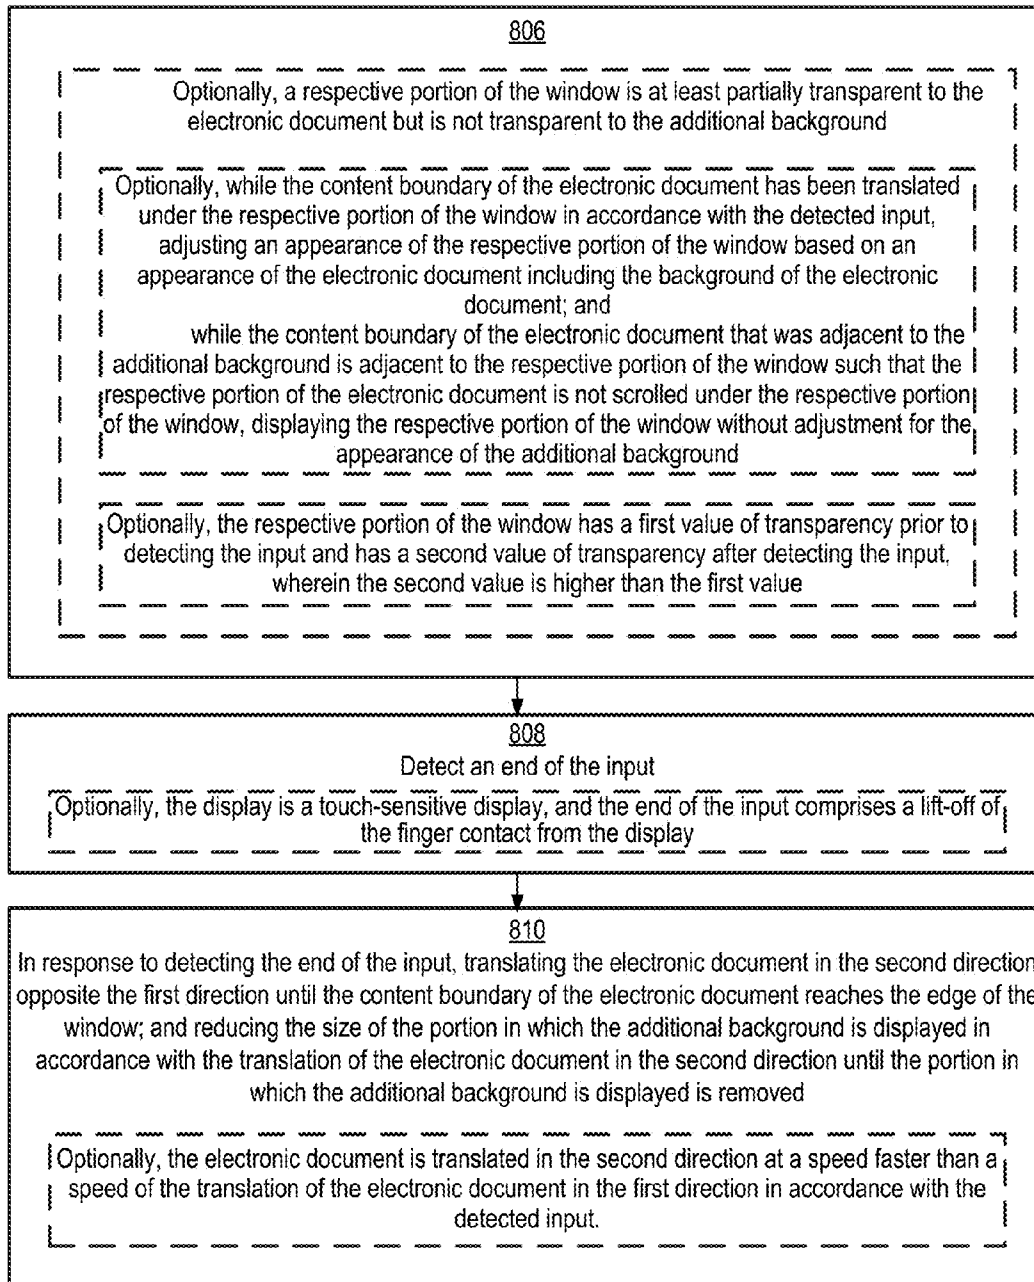 806
Optionally, a respective portion of the window is at least partially transparent to the
electronic document but is not transparent to the additional background
Optionally, while the content boundary of the electronic document has been translated
under the respective portion of the window in accordance with the detected input,
adjusting an appearance of the respective portion of the window based on an
appearance of the electronic document including the background of the electronic
document; and
while the content boundary of the electronic document that was adjacent to the
additional background is adjacent to the respective portion of the window such that the
respective portion of the electronic document is not scrolled under the respective portion
of the window, displaying the respective portion of the window without adjustment for the
appearance of the additional background
Optionally, the respective portion of the window has a first value of transparency prior to
detecting the input and has a second value of transparency after detecting the input,
wherein the second value is higher than the first value
808
Detect an end of the input
Optionally, the display is a touch-sensitive display, and the end of the input comprises a lift-off of
the finger contact from the display
810
In response to detecting the end of the input, translating the electronic document in the second direction
opposite the first direction until the content boundary of the electronic document reaches the edge of the
window; and reducing the size of the portion in which the additional background is displayed in
accordance with the translation of the electronic document in the second direction until the portion in
which the additional background is displayed is removed
Optionally, the electronic document is translated in the second direction at a speed faster than a
speed of the translation of the electronic document in the first direction in accordance with the
detected input.